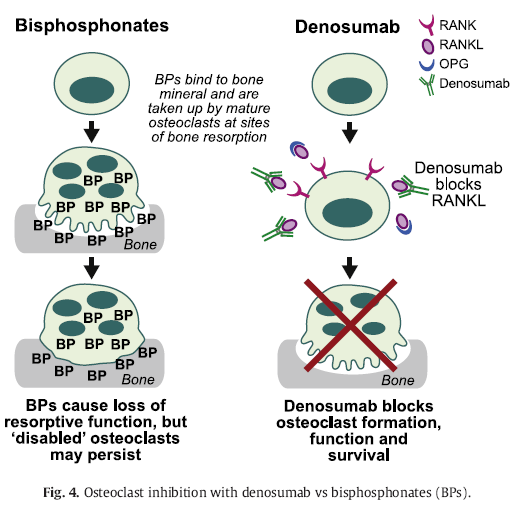 Bisphosphonates
BPs bind to bone
mineral and are
taken up by mature
osteoclasts at sites
of bone resorption
BP BP
BP BP BP
BP BP
BP BP BP
Bone
BP BP
BP BP BP
BP BP
BP BP BP
Bone
BPs cause loss of
resorptive function, but
‘disabled’ osteoclasts
may persist
Denosumab
RANK
RANKL
OPG
Denosumab
Denosumab
blocks
RANKL
Bone
Denosumab blocks
osteoclast formation,
function and
survival
Fig. 4. Osteoclast inhibition with denosumab vs bisphosphonates (BPs).